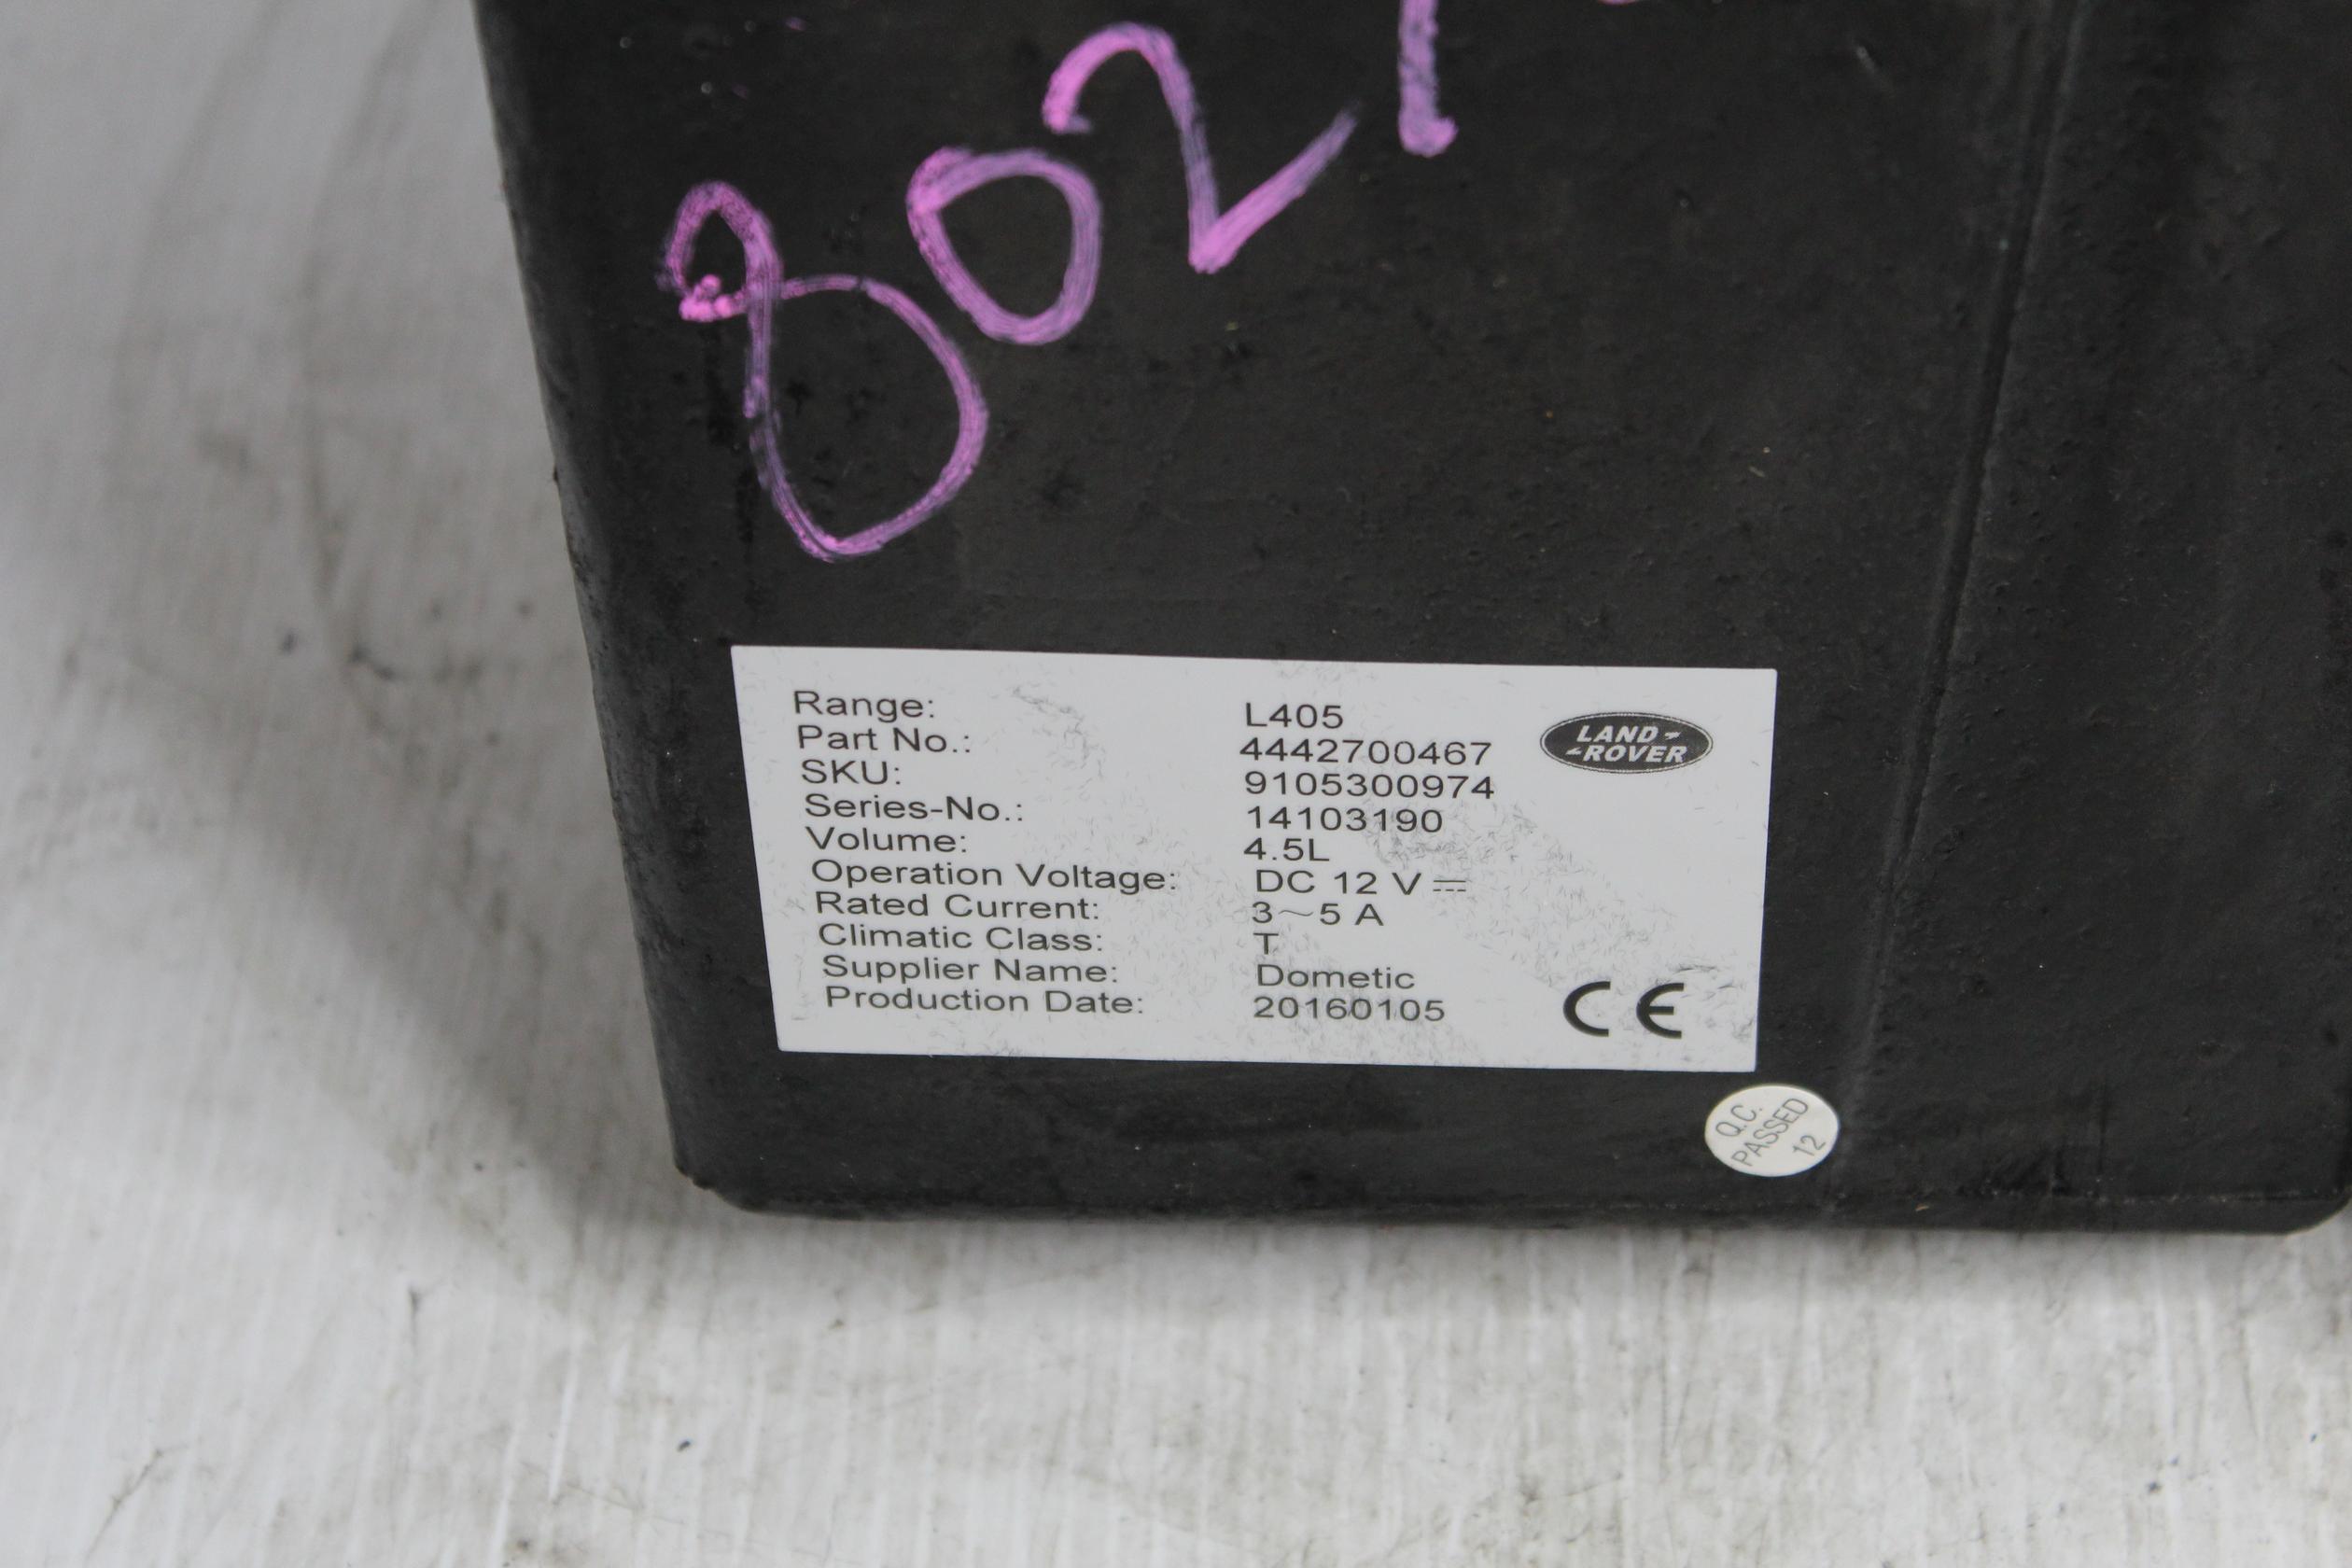 802
Range: L405
Part No.: 4442700467
SKU: 9105300974
Series-No.: 14103190
Volume: 4.5L
Operation Voltage: DC 12 V ⎓
Rated Current: 3~5 A
Climatic Class: T
Supplier Name: Dometic
Production Date: 20160105
LAND
ROVER
CE
Q.C.
PASSED
12